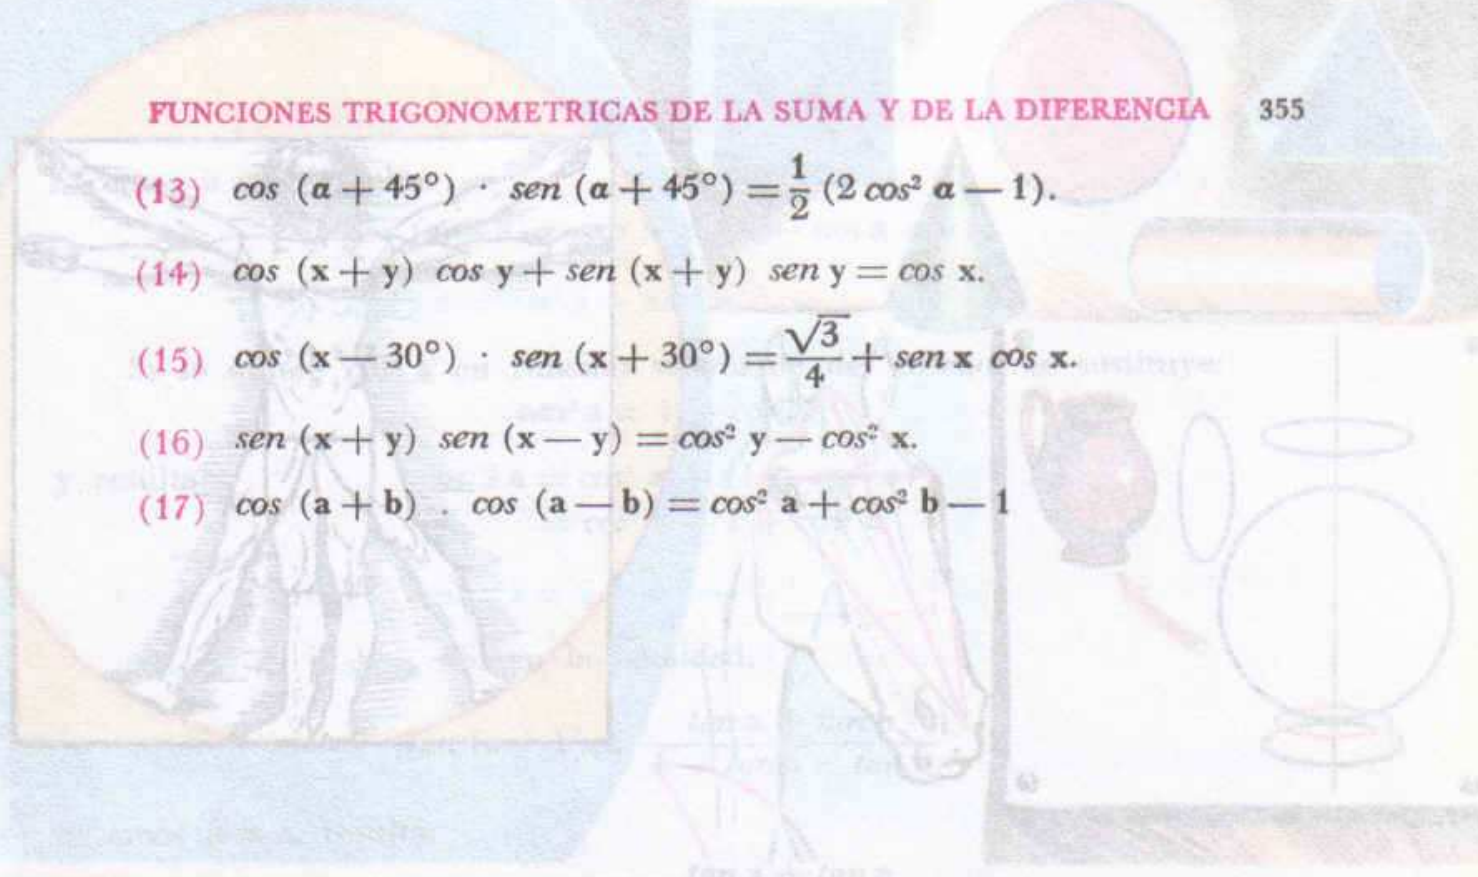 FUNCIONES TRIGONOMETRICAS DE LA SUMA Y DE LA DIFERENCIA 355
(13) cos (a + 45°) · sen (a + 45°) = 1/2 (2 cos² a — 1).
(14) cos (x + y) cos y + sen (x + y) sen y = cos x.
(15) cos (x — 30°) · sen (x + 30°) = √3/4 + sen x cos x.
(16) sen (x + y) sen (x — y) = cos² y — cos² x.
(17) cos (a + b) . cos (a — b) = cos² a + cos² b — 1